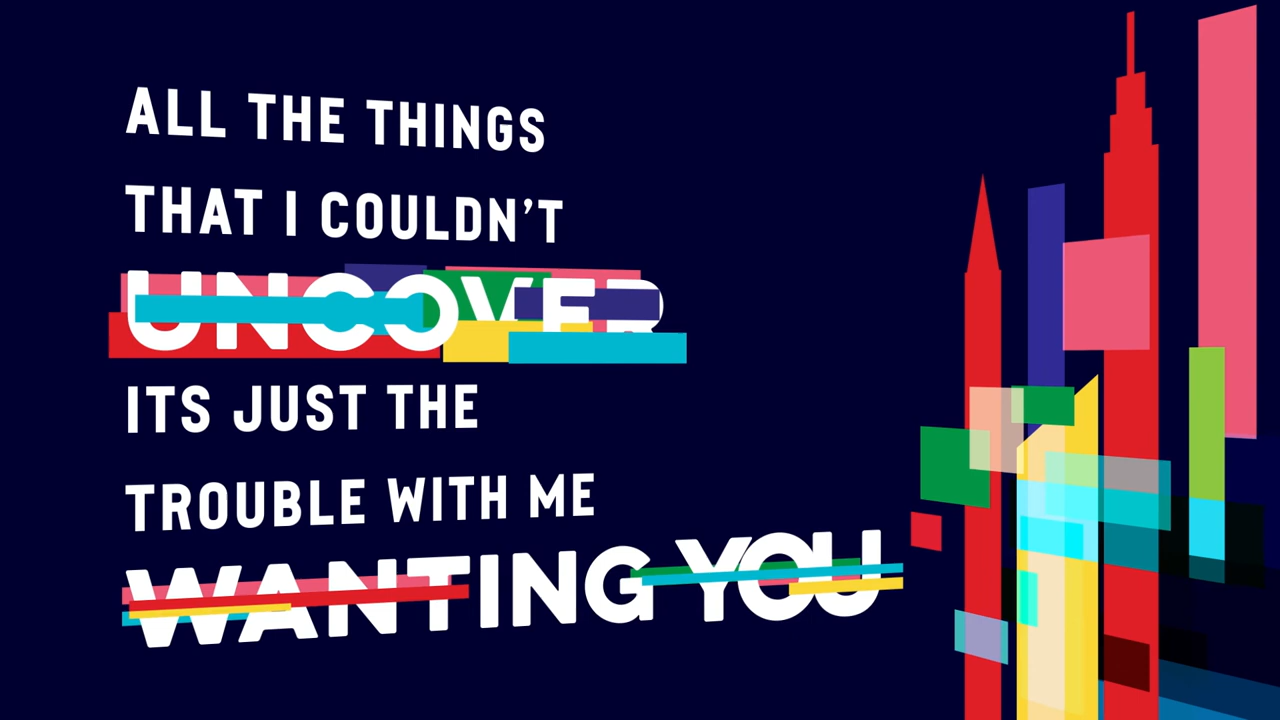 ALL THE THINGS
THAT I COULDN'T
UNCOVER
ITS JUST THE
TROUBLE WITH ME
WANTING YOU